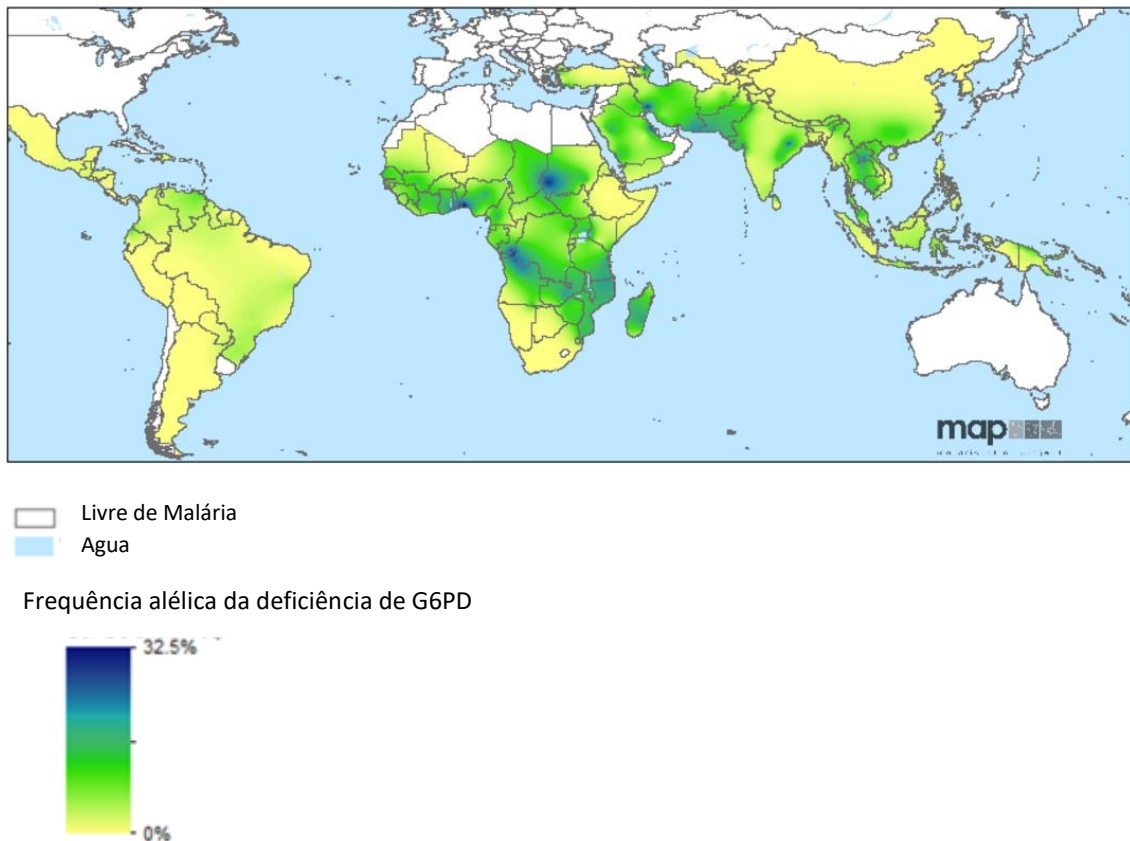 map
Livre de Malária
Agua
Frequência alélica da deficiência de G6PD
32.5%
0%